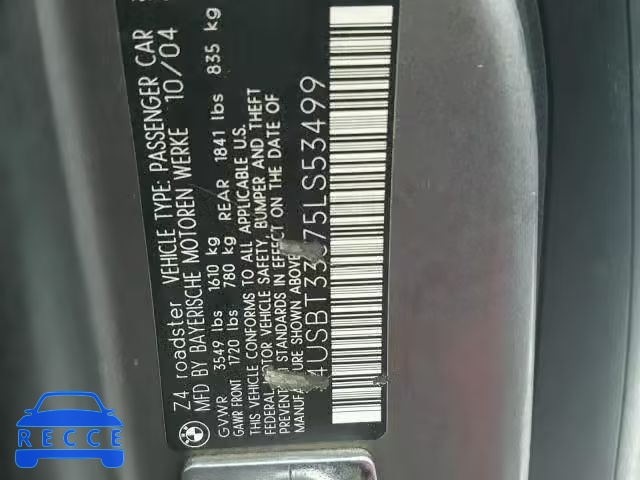 Z4 roadster VEHICLE TYPE: PASSENGER CAR
MFD BY BAYERISCHE MOTOREN WERKE 10/04
GVWR 3549 lbs 1610 kg
GAWR FRONT 1720 lbs 780 kg REAR 1841 lbs 835 kg
THIS VEHICLE CONFORMS TO ALL APPLICABLE U.S.
FEDERAL MOTOR VEHICLE SAFETY, BUMPER AND THEFT
PREVENTION STANDARDS IN EFFECT ON THE DATE OF
MANUFACTURE SHOWN ABOVE.
4USBT33575LS53499
RECCE